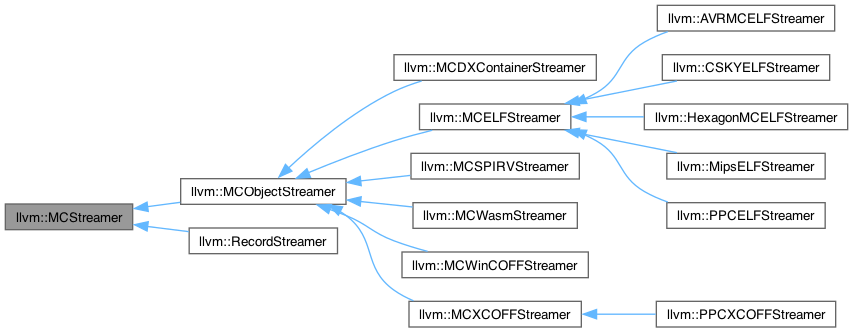 llvm::MCStreamer
llvm::MCObjectStreamer
llvm::RecordStreamer
llvm::MCDXContainerStreamer
llvm::MCELFStreamer
llvm::MCSPIRVStreamer
llvm::MCWasmStreamer
llvm::MCWinCOFFStreamer
llvm::MCXCOFFStreamer
llvm::AVRMCELFStreamer
llvm::CSKYELFStreamer
llvm::HexagonMCELFStreamer
llvm::MipsELFStreamer
llvm::PPCELFStreamer
llvm::PPCXCOFFStreamer